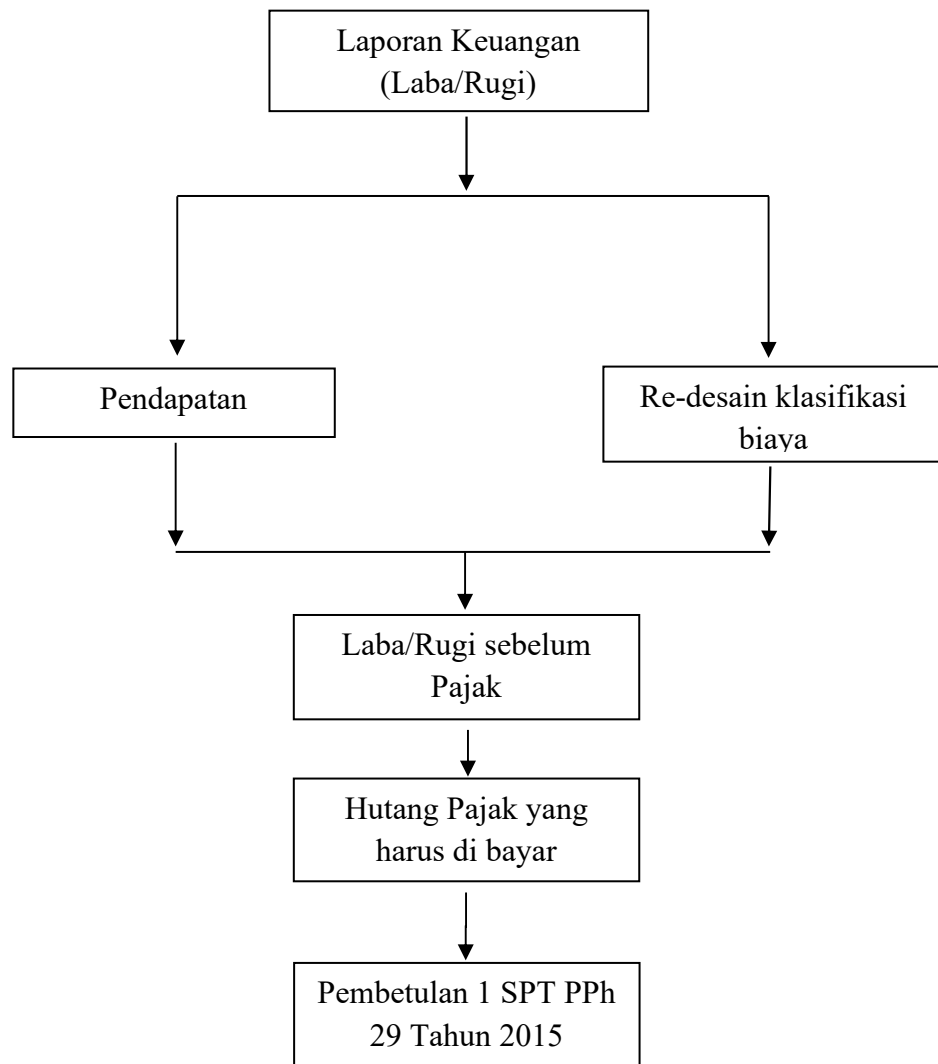 Laporan Keuangan
(Laba/Rugi)
Pendapatan
Re-desain klasifikasi
biaya
Laba/Rugi sebelum
Pajak
Hutang Pajak yang
harus di bayar
Pembetulan 1 SPT PPh
29 Tahun 2015